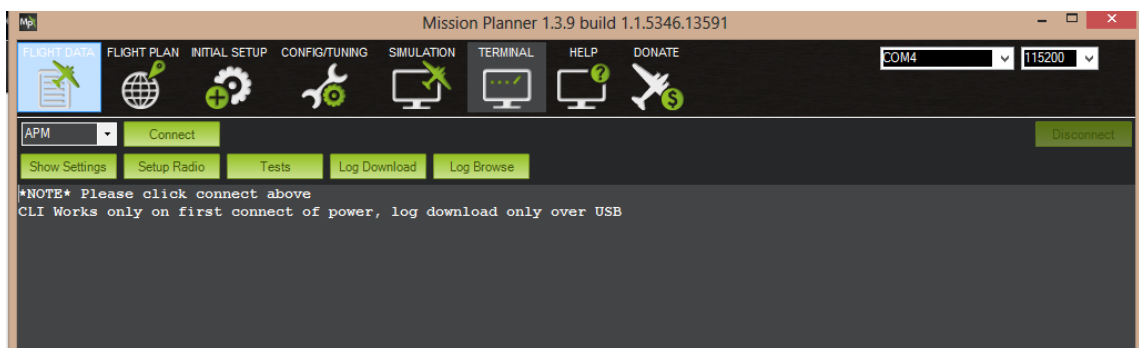 Mp
Mission Planner 1.3.9 build 1.1.5346.13591
FLIGHT DATA FLIGHT PLAN INITIAL SETUP CONFIG/TUNING SIMULATION TERMINAL HELP DONATE
COM4 115200
APM Connect Disconnect
Show Settings Setup Radio Tests Log Download Log Browse
*NOTE* Please click connect above
CLI Works only on first connect of power, log download only over USB